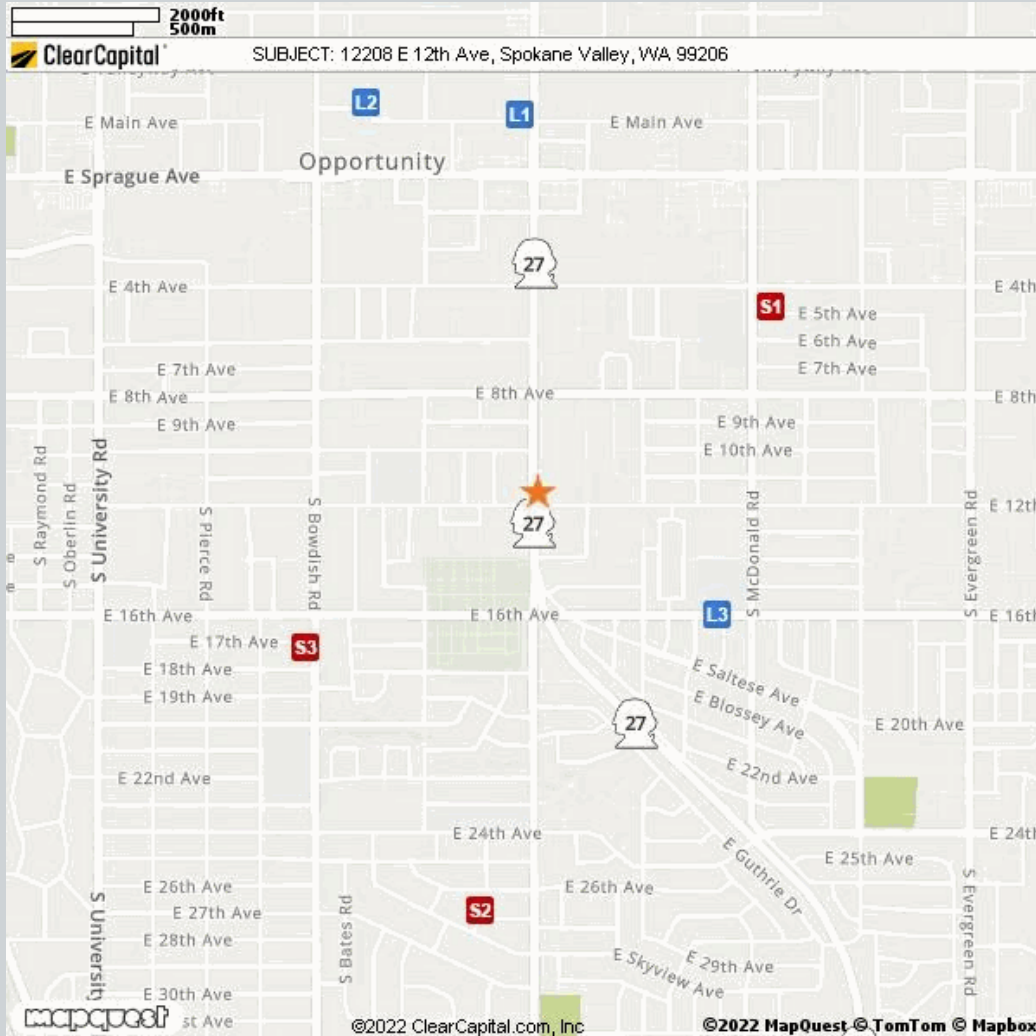 2000ft
500m
ClearCapital
SUBJECT: 12208 E 12th Ave, Spokane Valley, WA 99206
L2
L1
E Main Ave
E Main Ave
Opportunity
E Sprague Ave
27
E 4th Ave
E 4th
S1
E 5th Ave
E 6th Ave
E 7th Ave
E 7th Ave
E 8th Ave
E 8th Ave
E 8th
E 9th Ave
E 9th Ave
E 10th Ave
S Raymond Rd
S Oberlin Rd
S University Rd
S Pierce Rd
S Bowdish Rd
27
S McDonald Rd
S Evergreen Rd
E 12th
E 16th Ave
E 16th Ave
L3
E 16th
E 17th Ave
S3
E 18th Ave
E 19th Ave
E Saltese Ave
E Blossey Ave
27
E 20th Ave
E 22nd Ave
E 22nd Ave
E 24th Ave
E 24th
E Guthrie Dr
E 25th Ave
E 26th Ave
E 26th Ave
S2
E 27th Ave
E 28th Ave
S University
S Bates Rd
S Evergreen Rd
E Skyview Ave
E 29th Ave
E 30th Ave
mapquest
st Ave
©2022 ClearCapital.com, Inc
©2022 MapQuest © TomTom © Mapbox